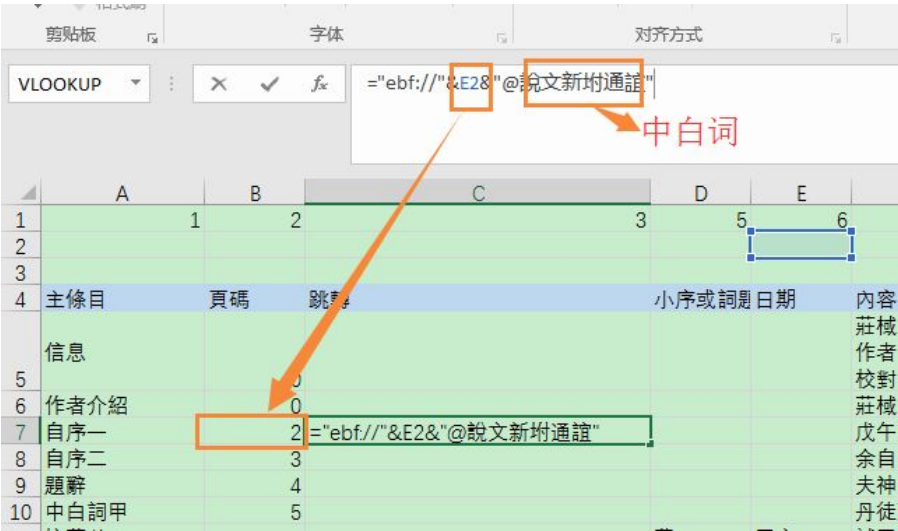 剪贴板 字体 对齐方式
VLOOKUP fx ="ebf://"&E2&"@說文新坿通誼"
中白词
A B C D E
1 1 2 3 5 6
2
3
4 主條目 頁碼 跳轉 小序或詞題 日期 內容
莊棫
信息 作者
5 0 校對
6 作者介紹 0 莊棫
7 自序一 2 ="ebf://"&E2&"@說文新坿通誼" 戊午
8 自序二 3 余自
9 題辭 4 夫神
10 中白詞甲 5 丹徒